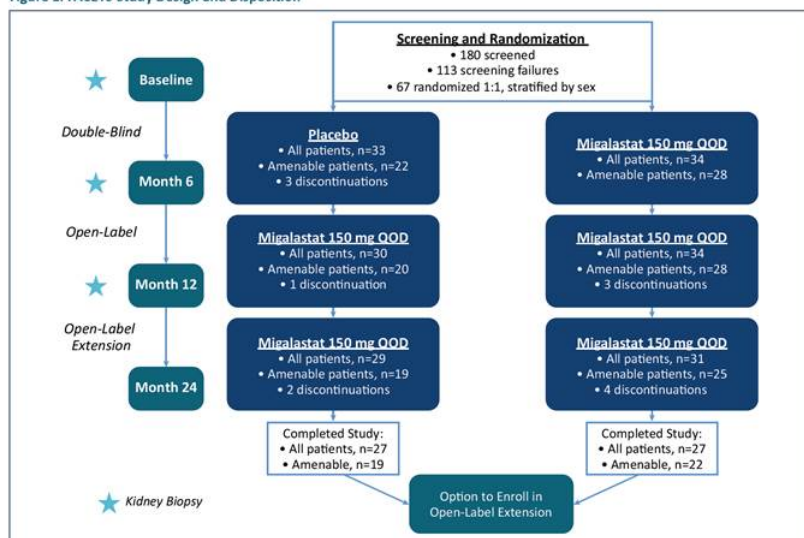 Study Design and Disposition
Screening and Randomization
• 180 screened
• 113 screening failures
• 67 randomized 1:1, stratified by sex
Baseline
Double-Blind
Placebo
• All patients, n=33
• Amenable patients, n=22
• 3 discontinuations
Migalastat 150 mg QOD
• All patients, n=34
• Amenable patients, n=28
Month 6
Open-Label
Migalastat 150 mg QOD
• All patients, n=30
• Amenable patients, n=20
• 1 discontinuation
Migalastat 150 mg QOD
• All patients, n=34
• Amenable patients, n=28
• 3 discontinuations
Month 12
Open-Label
Extension
Migalastat 150 mg QOD
• All patients, n=29
• Amenable patients, n=19
• 2 discontinuations
Migalastat 150 mg QOD
• All patients, n=31
• Amenable patients, n=25
• 4 discontinuations
Month 24
Completed Study:
• All patients, n=27
• Amenable, n=19
Completed Study:
• All patients, n=27
• Amenable, n=22
Kidney Biopsy
Option to Enroll in
Open-Label Extension